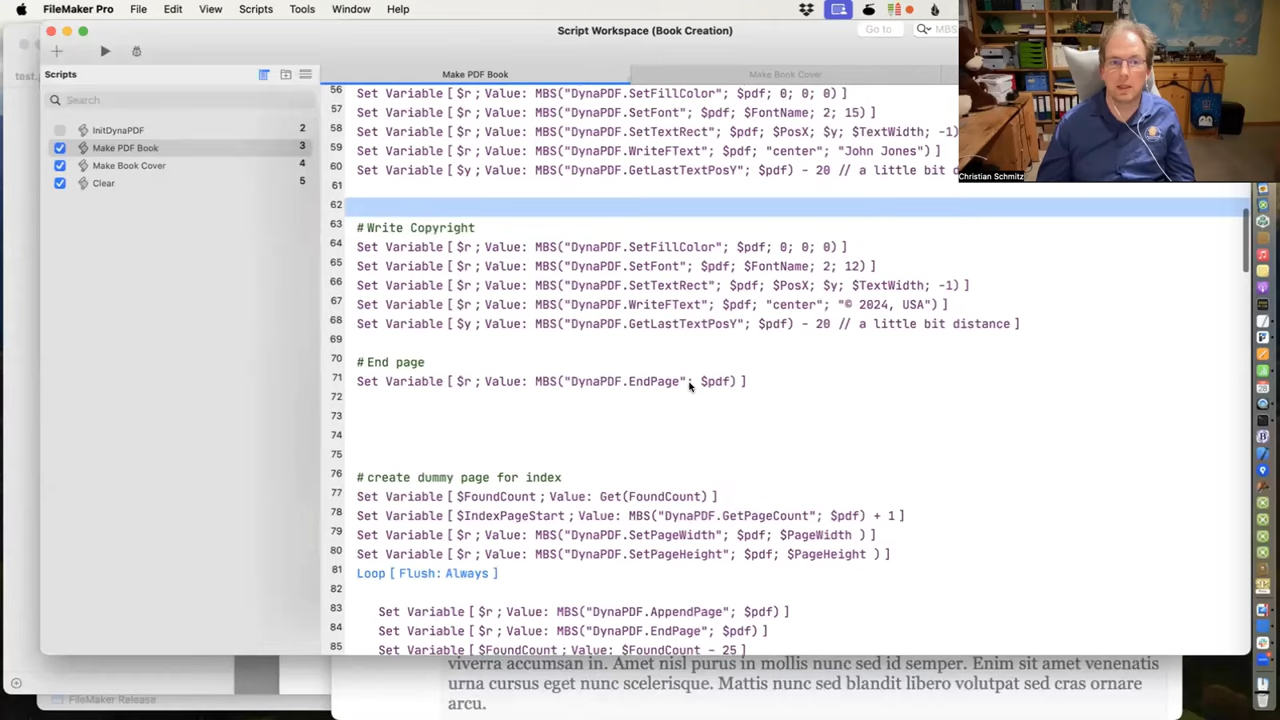 FileMaker Pro File Edit View Scripts Tools Window Help
Script Workspace (Book Creation)
Go to
MBS
test.
Scripts
Make PDF Book
Make Book Cover
Search
InitDynaPDF 2
Make PDF Book 3
Make Book Cover 4
Clear 5
56 Set Variable [ $r ; Value: MBS("DynaPDF.SetFillColor"; $pdf; 0; 0; 0) ]
57 Set Variable [ $r ; Value: MBS("DynaPDF.SetFont"; $pdf; $FontName; 2; 15) ]
58 Set Variable [ $r ; Value: MBS("DynaPDF.SetTextRect"; $pdf; $PosX; $y; $TextWidth; -1)
59 Set Variable [ $r ; Value: MBS("DynaPDF.WriteFText"; $pdf; "center"; "John Jones") ]
60 Set Variable [ $y ; Value: MBS("DynaPDF.GetLastTextPosY"; $pdf) - 20 // a little bit d
61
62
63 # Write Copyright
64 Set Variable [ $r ; Value: MBS("DynaPDF.SetFillColor"; $pdf; 0; 0; 0) ]
65 Set Variable [ $r ; Value: MBS("DynaPDF.SetFont"; $pdf; $FontName; 2; 12) ]
66 Set Variable [ $r ; Value: MBS("DynaPDF.SetTextRect"; $pdf; $PosX; $y; $TextWidth; -1) ]
67 Set Variable [ $r ; Value: MBS("DynaPDF.WriteFText"; $pdf; "center"; "© 2024, USA") ]
68 Set Variable [ $y ; Value: MBS("DynaPDF.GetLastTextPosY"; $pdf) - 20 // a little bit distance ]
69
70 # End page
71 Set Variable [ $r ; Value: MBS("DynaPDF.EndPage"; $pdf) ]
72
73
74
75
76 # create dummy page for index
77 Set Variable [ $FoundCount ; Value: Get(FoundCount) ]
78 Set Variable [ $IndexPageStart ; Value: MBS("DynaPDF.GetPageCount"; $pdf) + 1 ]
79 Set Variable [ $r ; Value: MBS("DynaPDF.SetPageWidth"; $pdf; $PageWidth ) ]
80 Set Variable [ $r ; Value: MBS("DynaPDF.SetPageHeight"; $pdf; $PageHeight ) ]
81 Loop [ Flush: Always ]
82
83 Set Variable [ $r ; Value: MBS("DynaPDF.AppendPage"; $pdf) ]
84 Set Variable [ $r ; Value: MBS("DynaPDF.EndPage"; $pdf) ]
85 Set Variable [ $FoundCount ; Value: $FoundCount - 25 ]
Christian Schmitz
FileMaker Release
viverra accumsan in. Amet nisl purus in mollis nunc sed id semper. Enim sit amet venenatis
urna cursus eget nunc scelerisque. Mattis nunc sed blandit libero volutpat sed cras ornare
arcu.